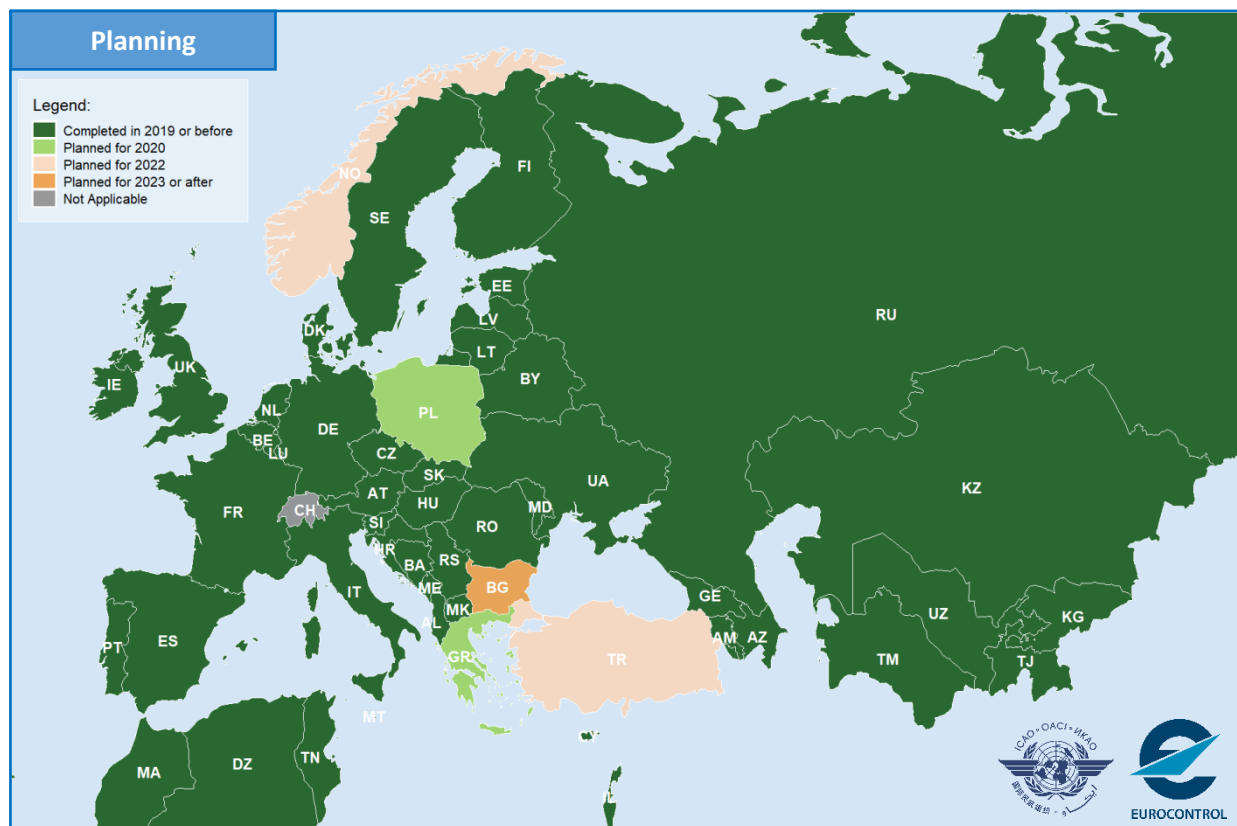 Planning
Legend:
Completed in 2019 or before
Planned for 2020
Planned for 2022
Planned for 2023 or after
Not Applicable
NO
FI
SE
EE
RU
LV
DK
LT
UK
IE
BY
NL
PL
DE
BE
LU
CZ
SK
UA
KZ
AT
HU
MD
FR
CH
RO
SI
HR
RS
BA
IT
ME
BG
GE
MK
UZ
KG
AL
AM
AZ
PT
ES
GR
TR
TM
TJ
MT
TN
MA
DZ
ICAO • OACI • ИКАО
EUROCONTROL